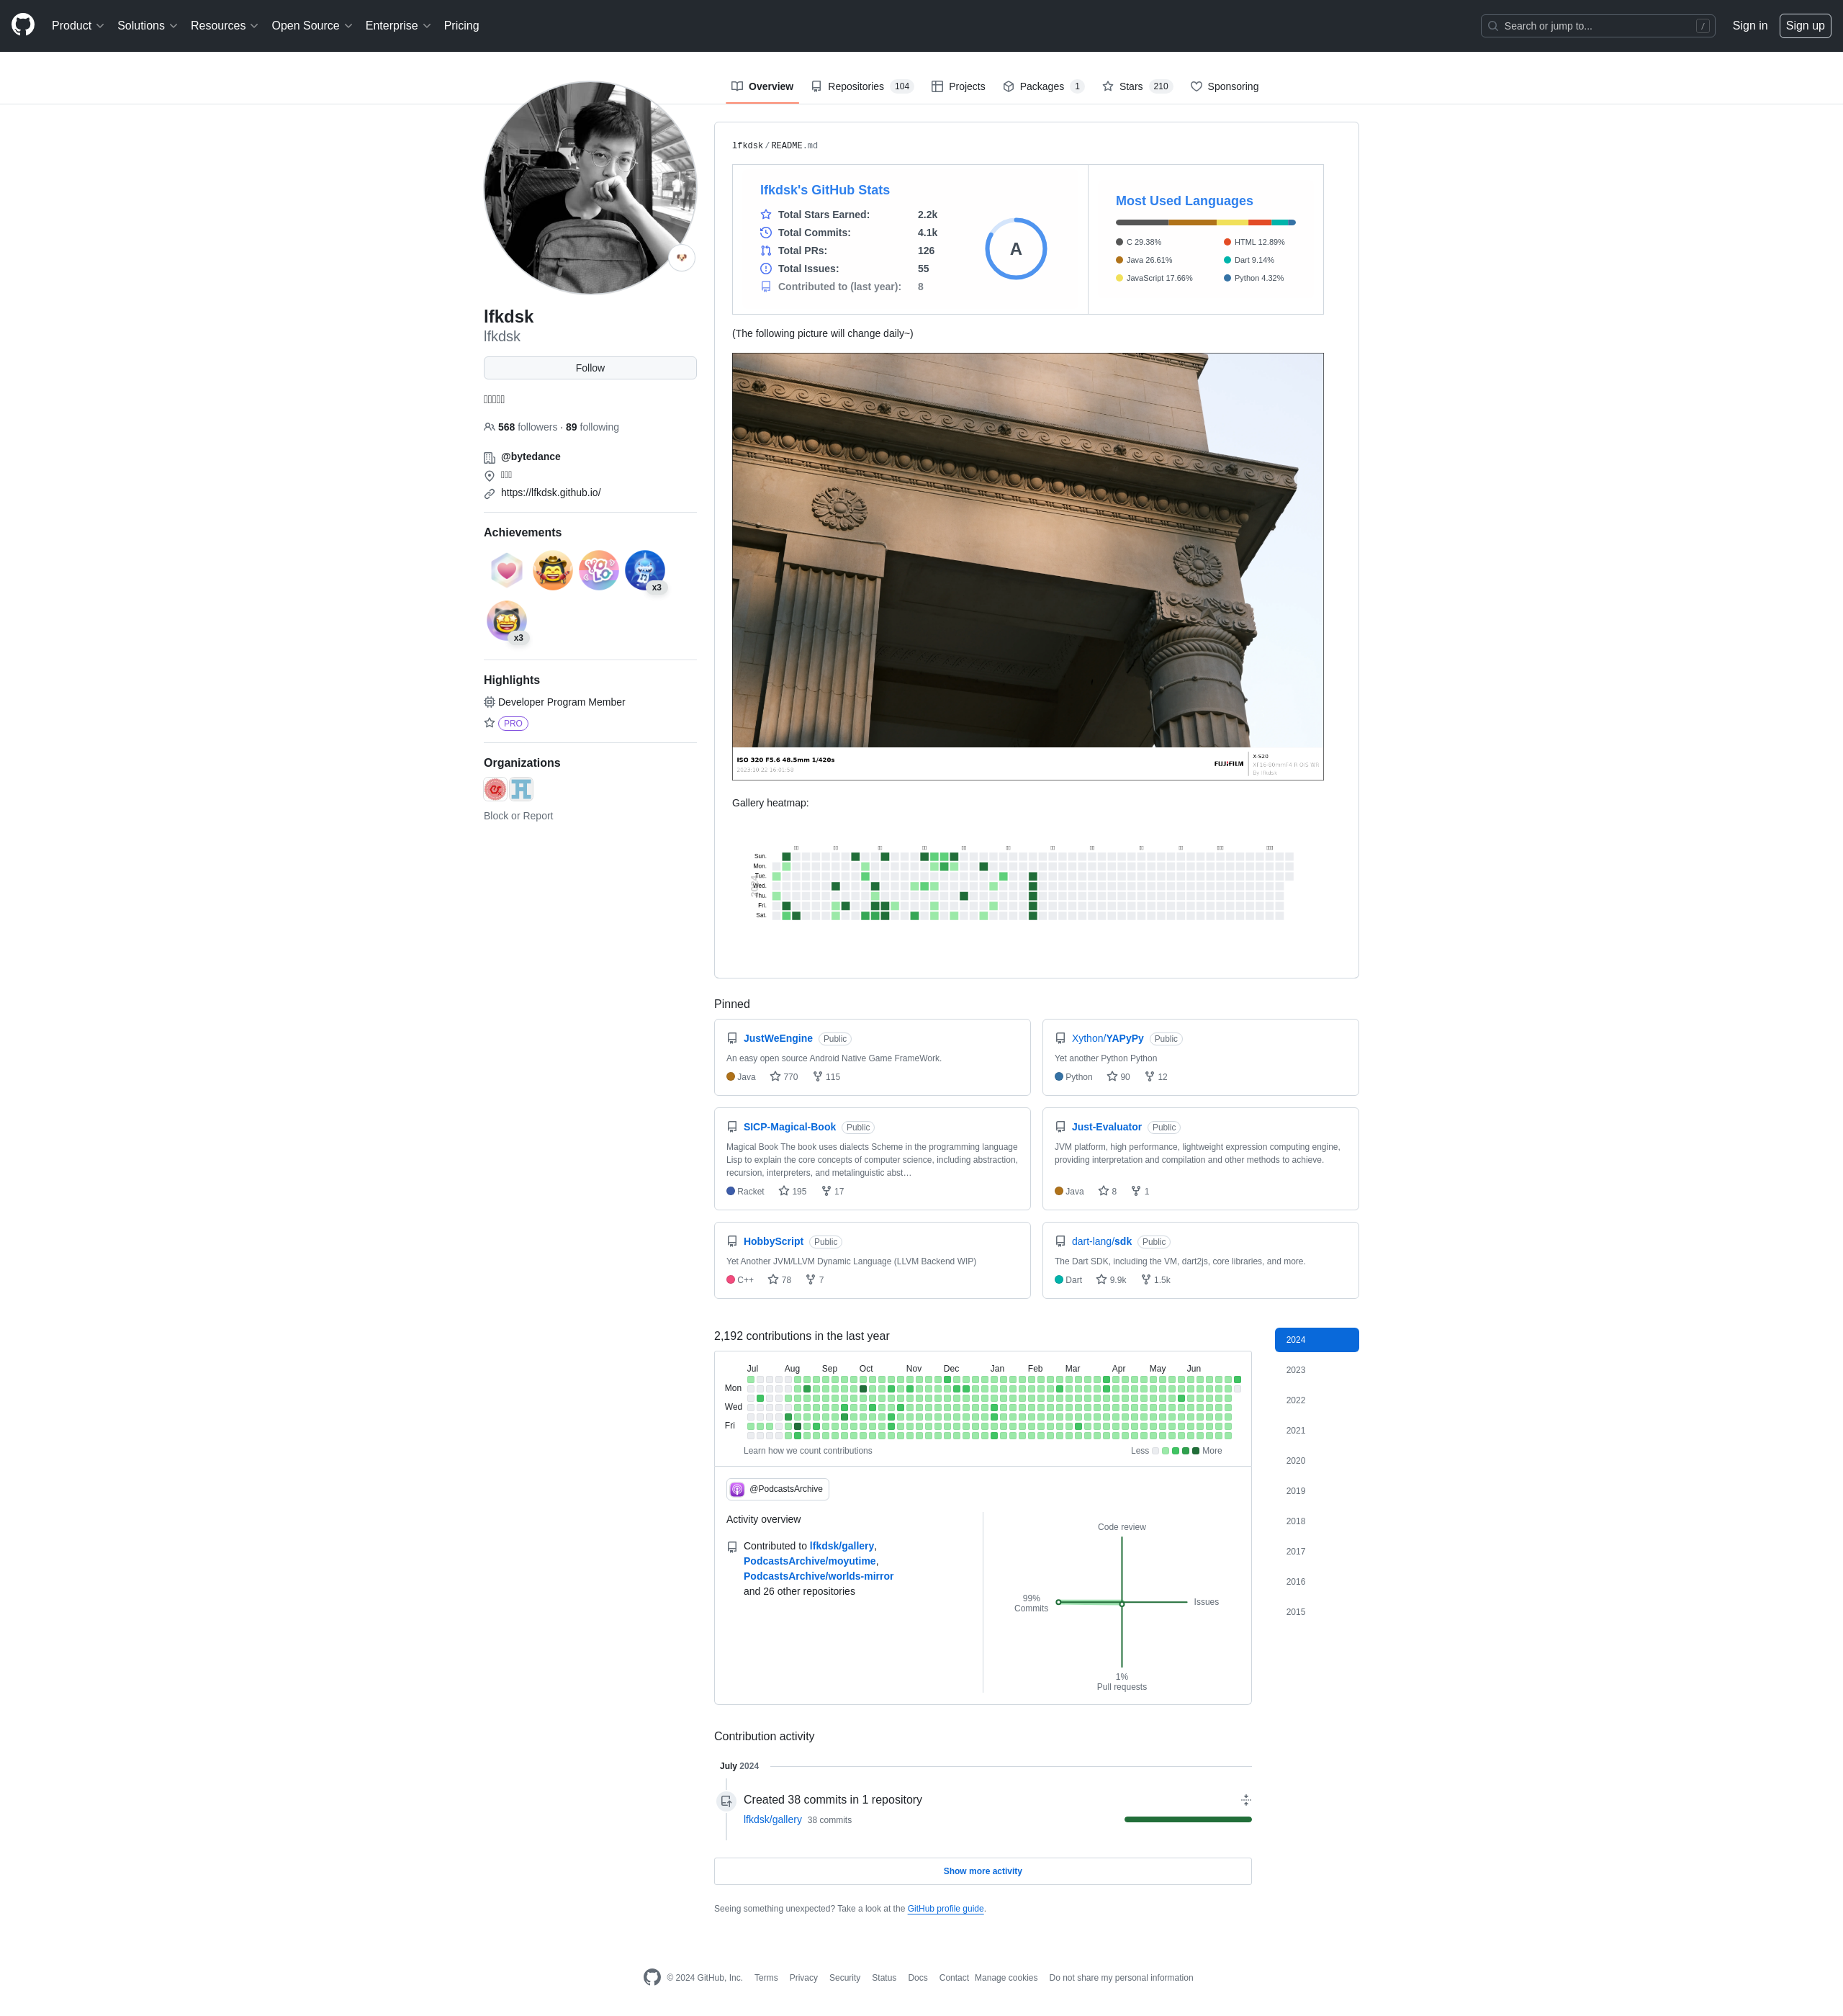 Product Solutions Resources Open Source Enterprise Pricing
Search or jump to... /
Sign in Sign up
Overview Repositories 104 Projects Packages 1 Stars 210 Sponsoring
lfkdsk
lfkdsk
Follow
568 followers · 89 following
@bytedance
https://lfkdsk.github.io/
Achievements
YOLO
x3
x3
Highlights
Developer Program Member
PRO
Organizations
Block or Report
lfkdsk / README.md
lfkdsk's GitHub Stats
Total Stars Earned: 2.2k
Total Commits: 4.1k
Total PRs: 126
Total Issues: 55
Contributed to (last year): 8
A
Most Used Languages
C 29.38%
Java 26.61%
JavaScript 17.66%
HTML 12.89%
Dart 9.14%
Python 4.32%
(The following picture will change daily~)
ISO 320 F5.6 48.5mm 1/420s
FUJIFILM
X-S20
Gallery heatmap:
Sun.
Mon.
Tue.
Wed.
Thu.
Fri.
Sat.
Pinned
JustWeEngine Public
An easy open source Android Native Game FrameWork.
Java 770 115
Xython/YAPyPy Public
Yet another Python Python
Python 90 12
SICP-Magical-Book Public
Magical Book The book uses dialects Scheme in the programming language
Lisp to explain the core concepts of computer science, including abstraction,
recursion, interpreters, and metalinguistic abst…
Racket 195 17
Just-Evaluator Public
JVM platform, high performance, lightweight expression computing engine,
providing interpretation and compilation and other methods to achieve.
Java 8 1
HobbyScript Public
Yet Another JVM/LLVM Dynamic Language (LLVM Backend WIP)
C++ 78 7
dart-lang/sdk Public
The Dart SDK, including the VM, dart2js, core libraries, and more.
Dart 9.9k 1.5k
2,192 contributions in the last year
Jul Aug Sep Oct Nov Dec Jan Feb Mar Apr May Jun
Mon
Wed
Fri
Learn how we count contributions
Less More
2024
2023
2022
2021
2020
2019
2018
2017
2016
2015
@PodcastsArchive
Activity overview
Contributed to lfkdsk/gallery,
PodcastsArchive/moyutime,
PodcastsArchive/worlds-mirror
and 26 other repositories
Code review
99%
Commits
Issues
1%
Pull requests
Contribution activity
July 2024
Created 38 commits in 1 repository
lfkdsk/gallery 38 commits
Show more activity
Seeing something unexpected? Take a look at the GitHub profile guide.
© 2024 GitHub, Inc. Terms Privacy Security Status Docs Contact Manage cookies Do not share my personal information